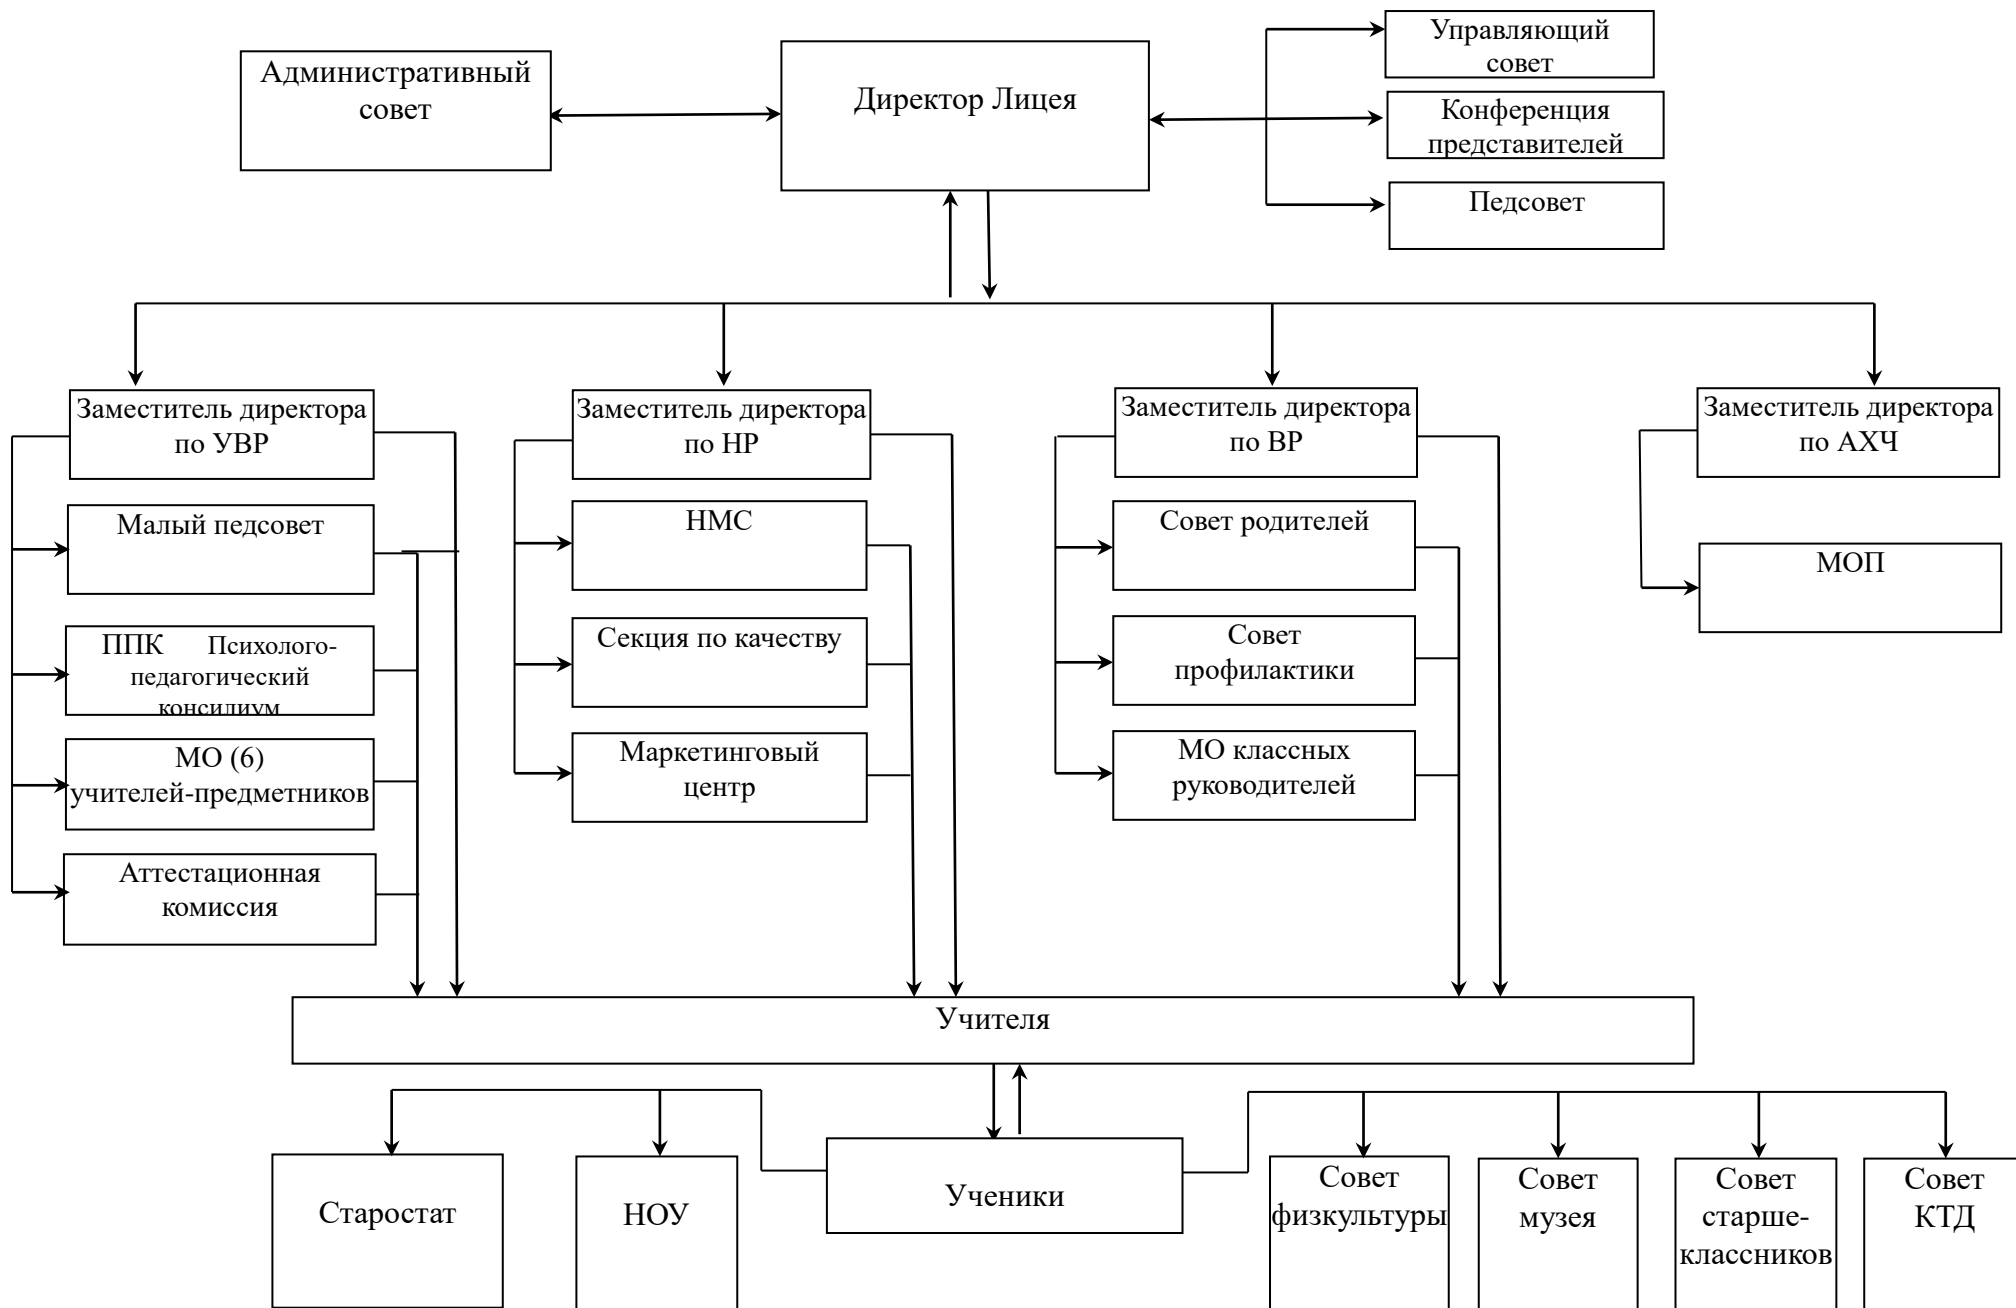 Административный
совет
Директор Лицея
Управляющий
совет
Конференция
представителей
Педсовет
Заместитель директора
по УВР
Заместитель директора
по НР
Заместитель директора
по ВР
Заместитель директора
по АХЧ
Малый педсовет
НМС
Совет родителей
МОП
ППК Психолого-
педагогический
консилиум
Секция по качеству
Совет
профилактики
МО (6)
учителей-предметников
Маркетинговый
центр
МО классных
руководителей
Аттестационная
комиссия
Учителя
Старостат
НОУ
Ученики
Совет
физкультуры
Совет
музея
Совет
старше-
классников
Совет
КТД